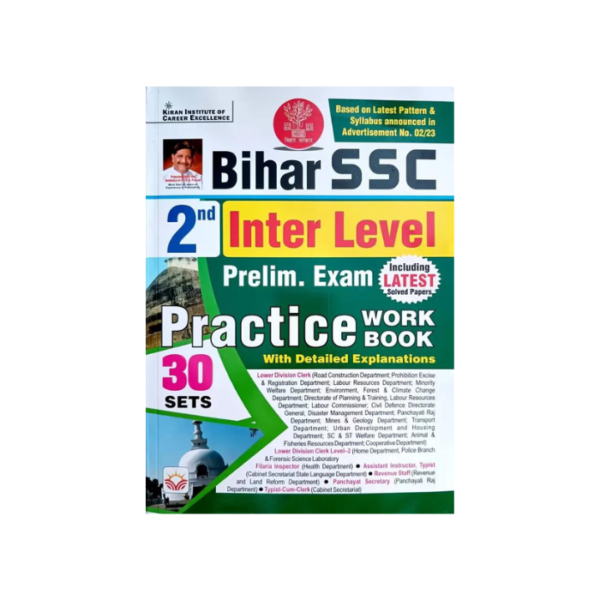 KIRAN INSTITUTE OF
CAREER EXCELLENCE
Based on Latest Pattern &
Syllabus announced in
Advertisement No. 02/23
Bihar SSC
2nd Inter Level
Prelim. Exam
Including
LATEST
Solved Papers
Practice WORK
BOOK
With Detailed Explanations
30
SETS
Lower Division Clerk (Road Construction Department; Prohibition Excise
& Registration Department; Labour Resources Department; Minority
Welfare Department; Environment, Forest & Climate Change
Department; Directorate of Planning & Training, Labour Resources
Department; Labour Commissioner; Civil Defence Directorate
General, Disaster Management Department; Panchayat Raj
Department; Mines & Geology Department; Transport
Department; Urban Development and Housing
Department; SC & ST Welfare Department; Animal &
Fisheries Resources Department; Cooperative Department)
Lower Division Clerk Level-2 (Home Department, Police Branch
& Forensic Science Laboratory
Filaria Inspector (Health Department) ● Assistant Instructor, Typist
(Cabinet Secretariat State Language Department) ● Revenue Staff (Revenue
and Land Reform Department) ● Panchayat Secretary (Panchayati Raj
Department) ● Typist-Cum-Clerk (Cabinet Secretariat)